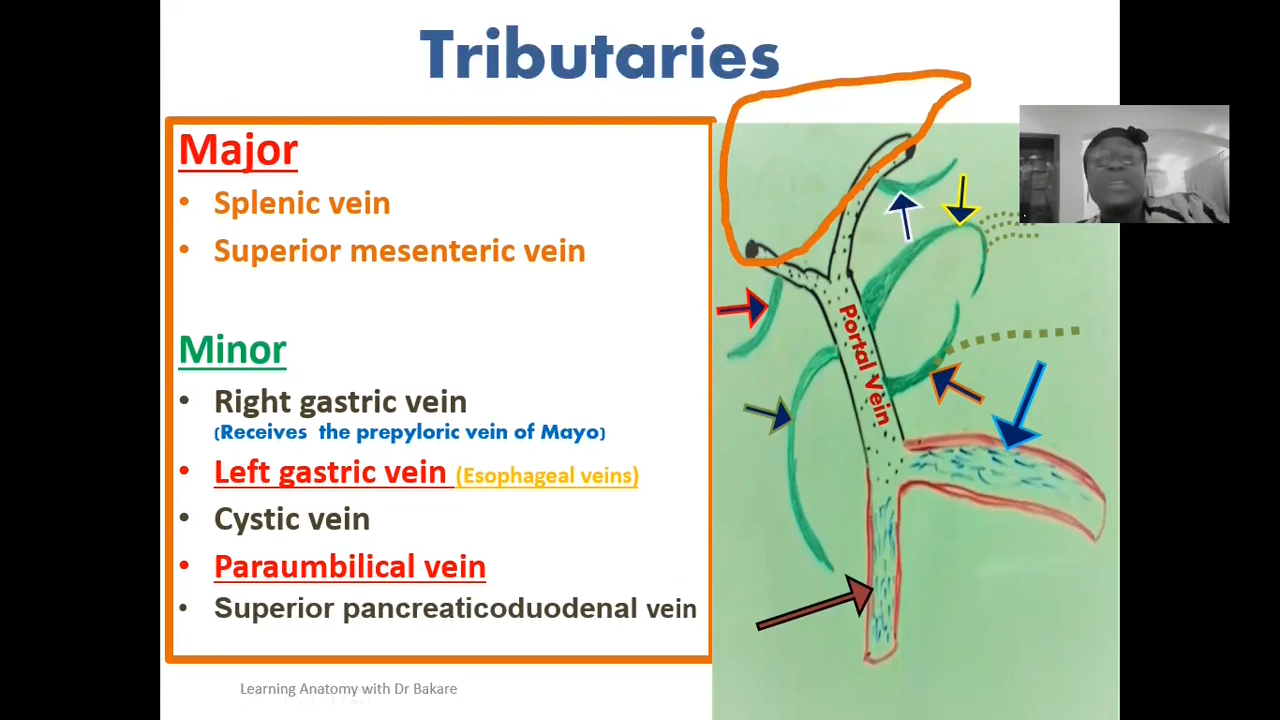 Tributaries
Major
• Splenic vein
• Superior mesenteric vein
Minor
• Right gastric vein
(Receives the prepyloric vein of Mayo)
• Left gastric vein (Esophageal veins)
• Cystic vein
• Paraumbilical vein
• Superior pancreaticoduodenal vein
Portal Vein
Learning Anatomy with Dr Bakare